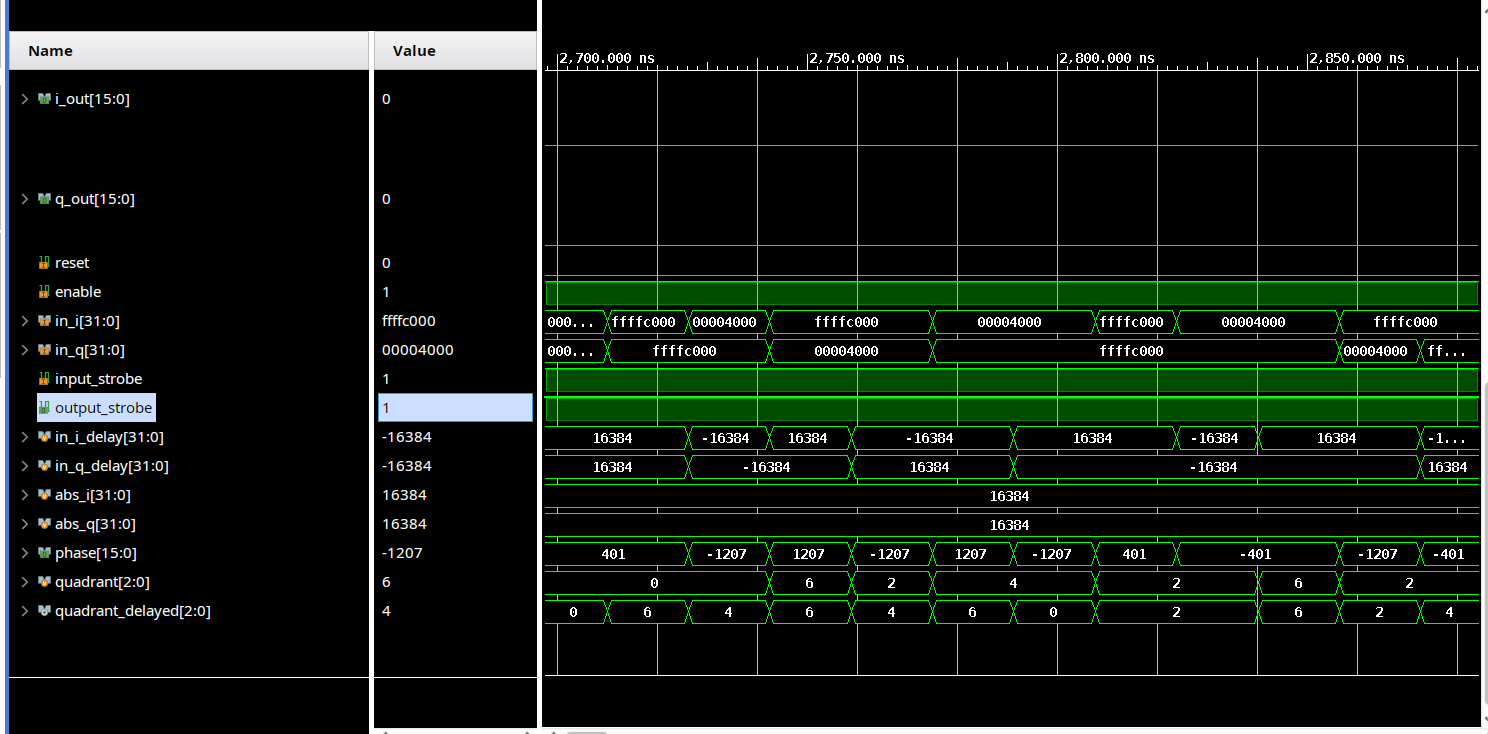 Name Value
2,700.000 ns 2,750.000 ns 2,800.000 ns 2,850.000 ns
i_out[15:0] 0
q_out[15:0] 0
reset 0
enable 1
in_i[31:0] ffffc000 000... ffffc000 00004000 ffffc000 00004000 ffffc000 00004000 ffffc000
in_q[31:0] 00004000 000... ffffc000 00004000 ffffc000 00004000 ff...
input_strobe 1
output_strobe 1
in_i_delay[31:0] -16384 16384 -16384 16384 -16384 16384 -16384 16384 -1...
in_q_delay[31:0] -16384 16384 -16384 16384 -16384 16384
abs_i[31:0] 16384 16384
abs_q[31:0] 16384 16384
phase[15:0] -1207 401 -1207 1207 -1207 1207 -1207 401 -401 -1207 -401
quadrant[2:0] 6 0 6 2 4 2 6 2
quadrant_delayed[2:0] 4 0 6 4 6 4 6 0 2 6 2 4